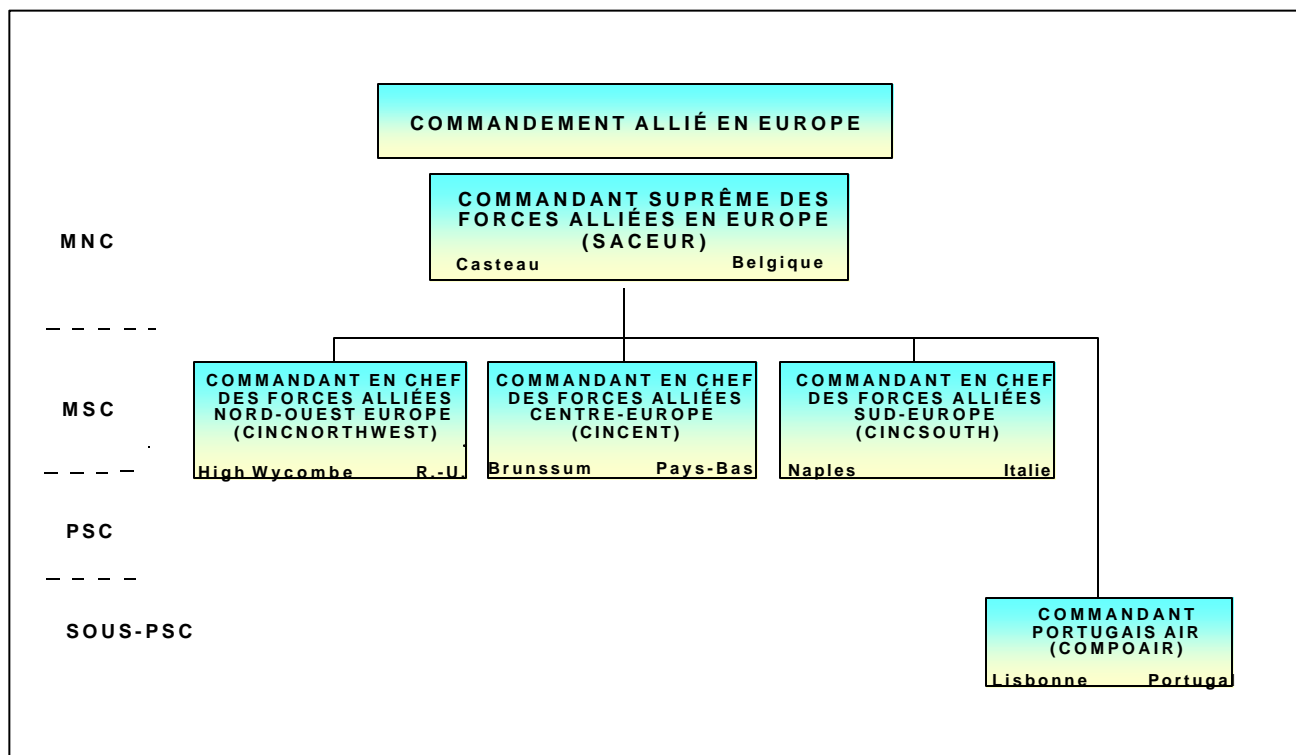 COMMANDEMENT ALLIÉ EN EUROPE
COMMANDANT SUPRÊME DES
FORCES ALLIÉES EN EUROPE
(SACEUR)
Casteau Belgique
MNC
COMMANDANT EN CHEF
DES FORCES ALLIÉES
NORD-OUEST EUROPE
(CINCNORTHWEST)
High Wycombe R.-U.
COMMANDANT EN CHEF
DES FORCES ALLIÉES
CENTRE-EUROPE
(CINCENT)
Brunssum Pays-Bas
COMMANDANT EN CHEF
DES FORCES ALLIÉES
SUD-EUROPE
(CINCSOUTH)
Naples Italie
MSC
PSC
SOUS-PSC
COMMANDANT
PORTUGAIS AIR
(COMPOAIR)
Lisbonne Portugal